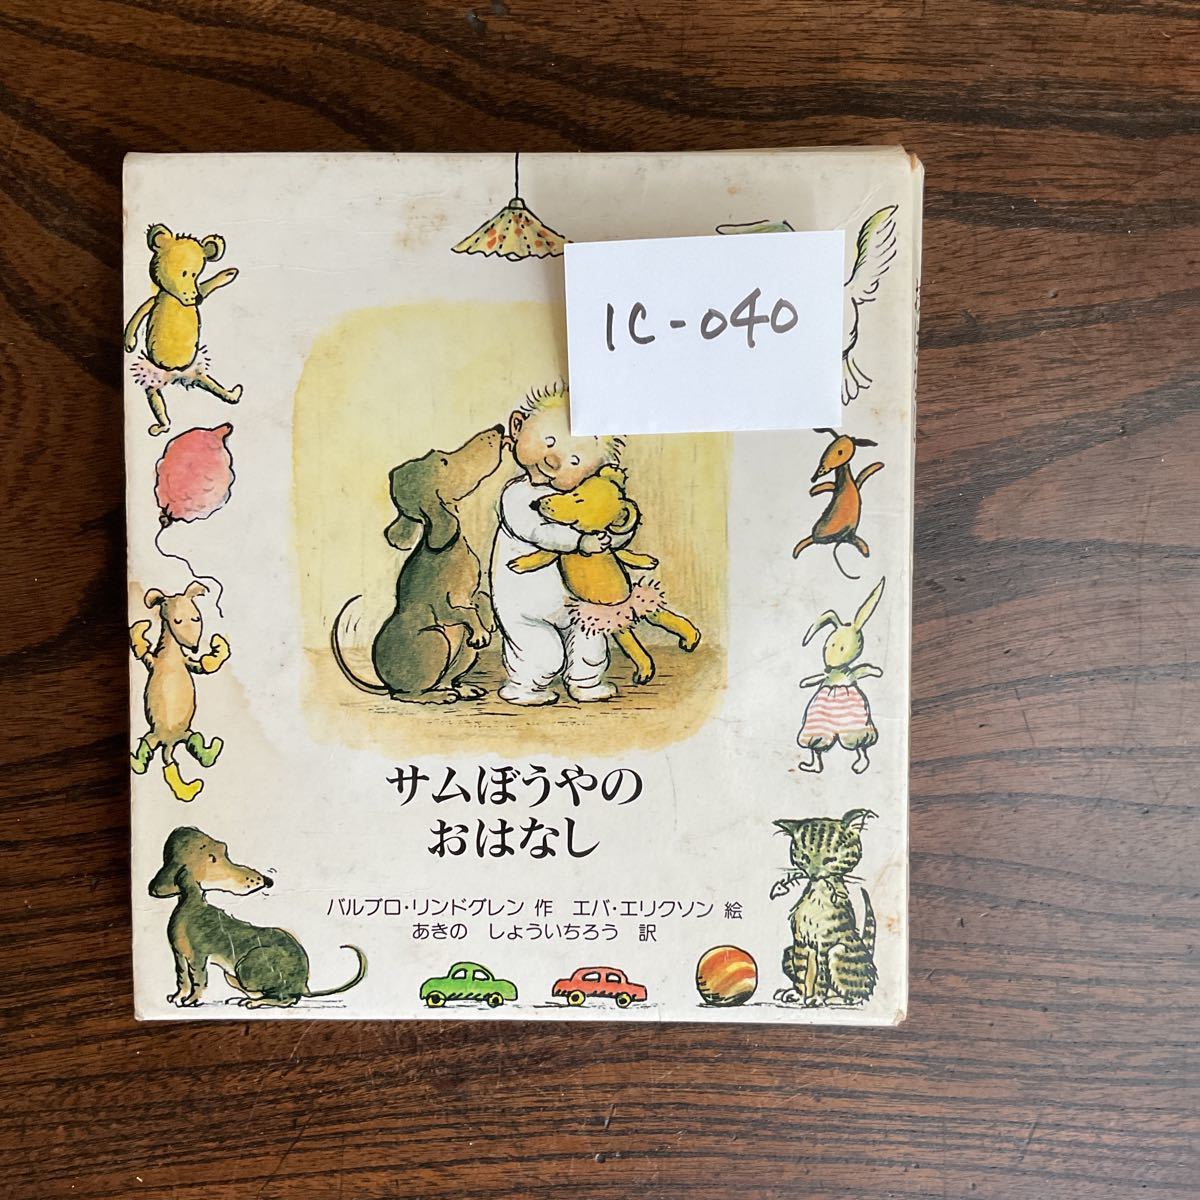 1C-040
サムぼうやの
おはなし
バルブロ・リンドグレン 作 エバ・エリクソン 絵
あきの しょういちろう 訳